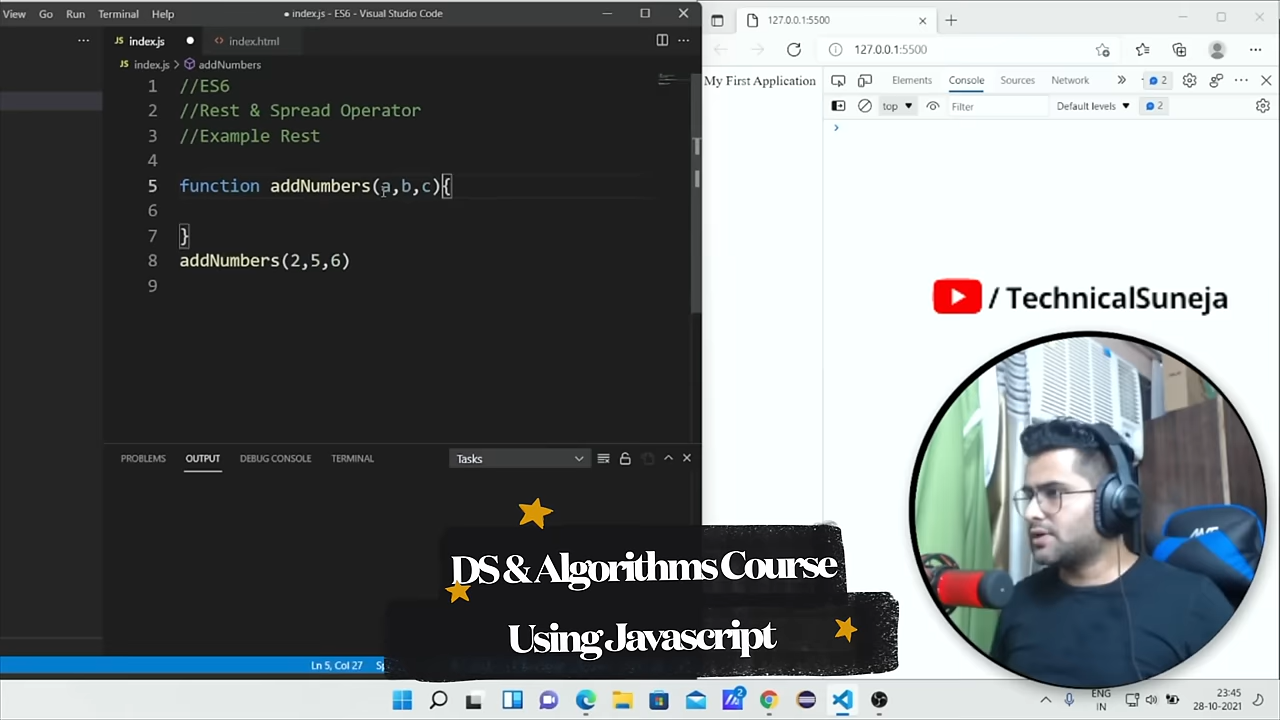 View Go Run Terminal Help ● index.js - ES6 - Visual Studio Code
index.js ● index.html
index.js > addNumbers
1 //ES6
2 //Rest & Spread Operator
3 //Example Rest
4
5 function addNumbers(a,b,c){
6
7 }
8 addNumbers(2,5,6)
9
PROBLEMS OUTPUT DEBUG CONSOLE TERMINAL Tasks
Ln 5, Col 27
127.0.0.1:5500
127.0.0.1:5500
My First Application
Elements Console Sources Network 2
top Filter Default levels 2
/ TechnicalSuneja
DS & Algorithms Course
Using Javascript
2
ENG
IN
23:45
28-10-2021